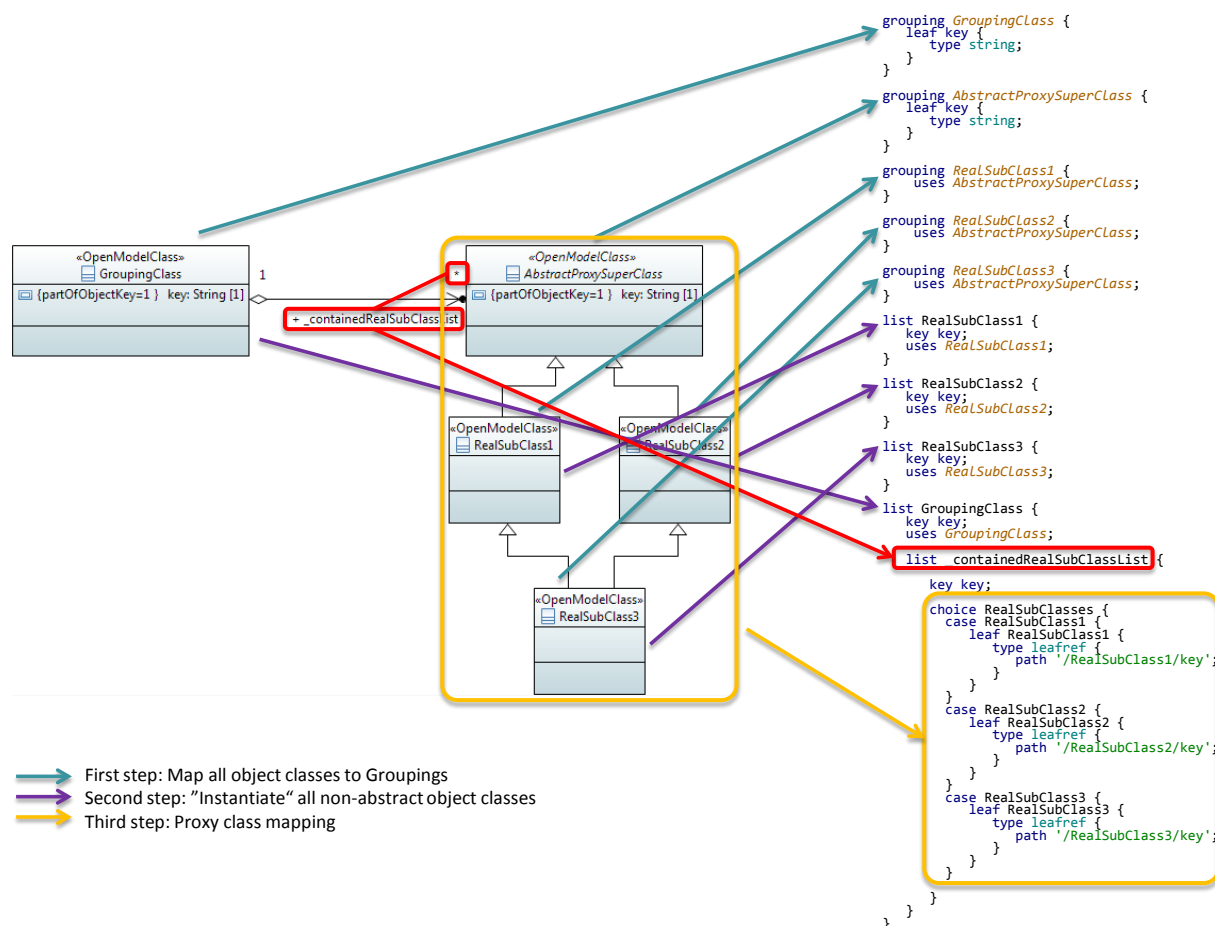 «OpenModelClass»
GroupingClass
{partOfObjectKey=1 }   key: String [1]
1
*
+ _containedRealSubClassList
«OpenModelClass»
AbstractProxySuperClass
{partOfObjectKey=1 }   key: String [1]
«OpenModelClass»
RealSubClass1
«OpenModelClass»
RealSubClass2
«OpenModelClass»
RealSubClass3
First step: Map all object classes to Groupings
Second step: ”Instantiate“ all non-abstract object classes
Third step: Proxy class mapping
grouping GroupingClass {
leaf key {
type string;
}
}
grouping AbstractProxySuperClass {
leaf key {
type string;
}
}
grouping RealSubClass1 {
uses AbstractProxySuperClass;
}
grouping RealSubClass2 {
uses AbstractProxySuperClass;
}
grouping RealSubClass3 {
uses AbstractProxySuperClass;
}
list RealSubClass1 {
key key;
uses RealSubClass1;
}
list RealSubClass2 {
key key;
uses RealSubClass2;
}
list RealSubClass3 {
key key;
uses RealSubClass3;
}
list GroupingClass {
key key;
uses GroupingClass;
list _containedRealSubClassList {
key key;
choice RealSubClasses {
case RealSubClass1 {
leaf RealSubClass1 {
type leafref {
path '/RealSubClass1/key';
}
}
}
case RealSubClass2 {
leaf RealSubClass2 {
type leafref {
path '/RealSubClass2/key';
}
}
}
case RealSubClass3 {
leaf RealSubClass3 {
type leafref {
path '/RealSubClass3/key';
}
}
}
}
}
}